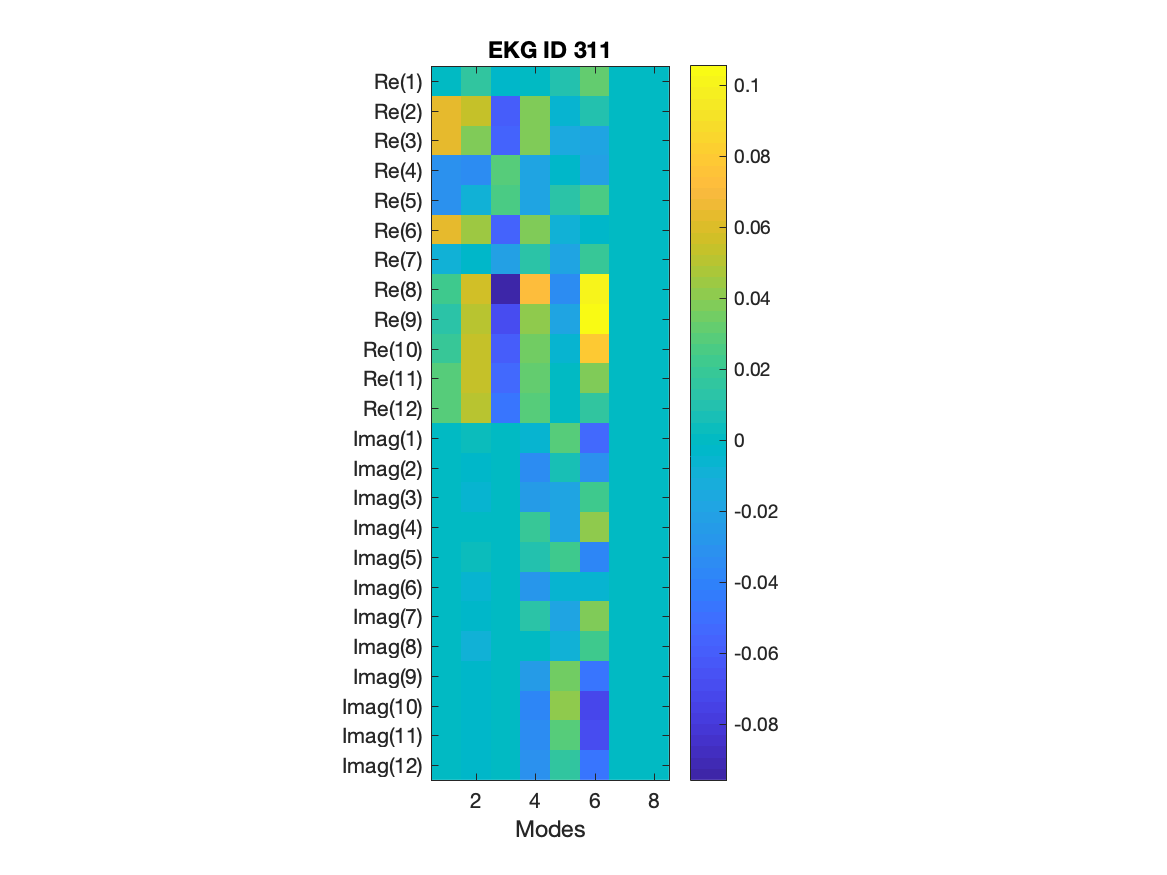 EKG ID 311
Re(1)
Re(2)
Re(3)
Re(4)
Re(5)
Re(6)
Re(7)
Re(8)
Re(9)
Re(10)
Re(11)
Re(12)
Imag(1)
Imag(2)
Imag(3)
Imag(4)
Imag(5)
Imag(6)
Imag(7)
Imag(8)
Imag(9)
Imag(10)
Imag(11)
Imag(12)
2 4 6 8
Modes
0.1
0.08
0.06
0.04
0.02
0
-0.02
-0.04
-0.06
-0.08